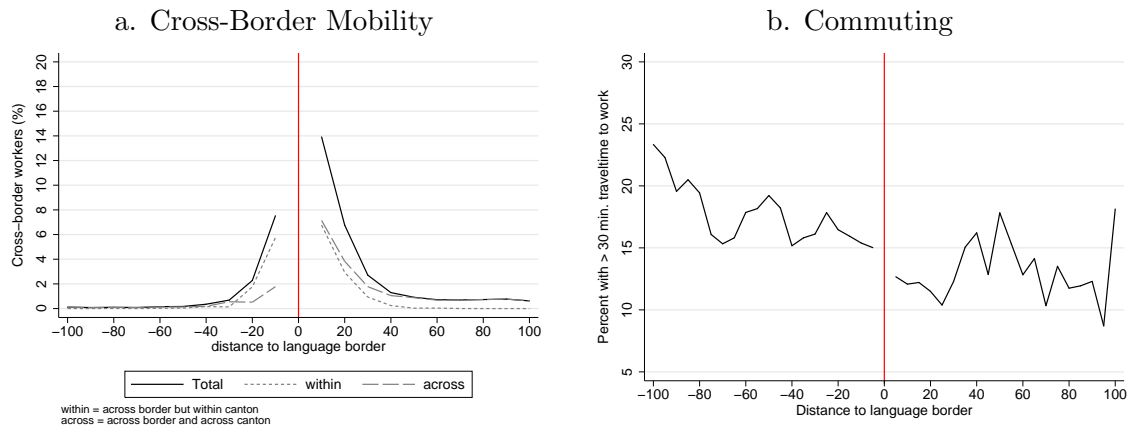 a. Cross-Border Mobility
Cross–border workers (%)
20
18
16
14
12
10
8
6
4
2
0
−100 −80 −60 −40 −20 0 20 40 60 80 100
distance to language border
Total within across
within = across border but within canton
across = across border and across canton
b. Commuting
Percent with > 30 min. traveltime to work
30
25
20
15
10
5
−100 −80 −60 −40 −20 0 20 40 60 80 100
Distance to language border